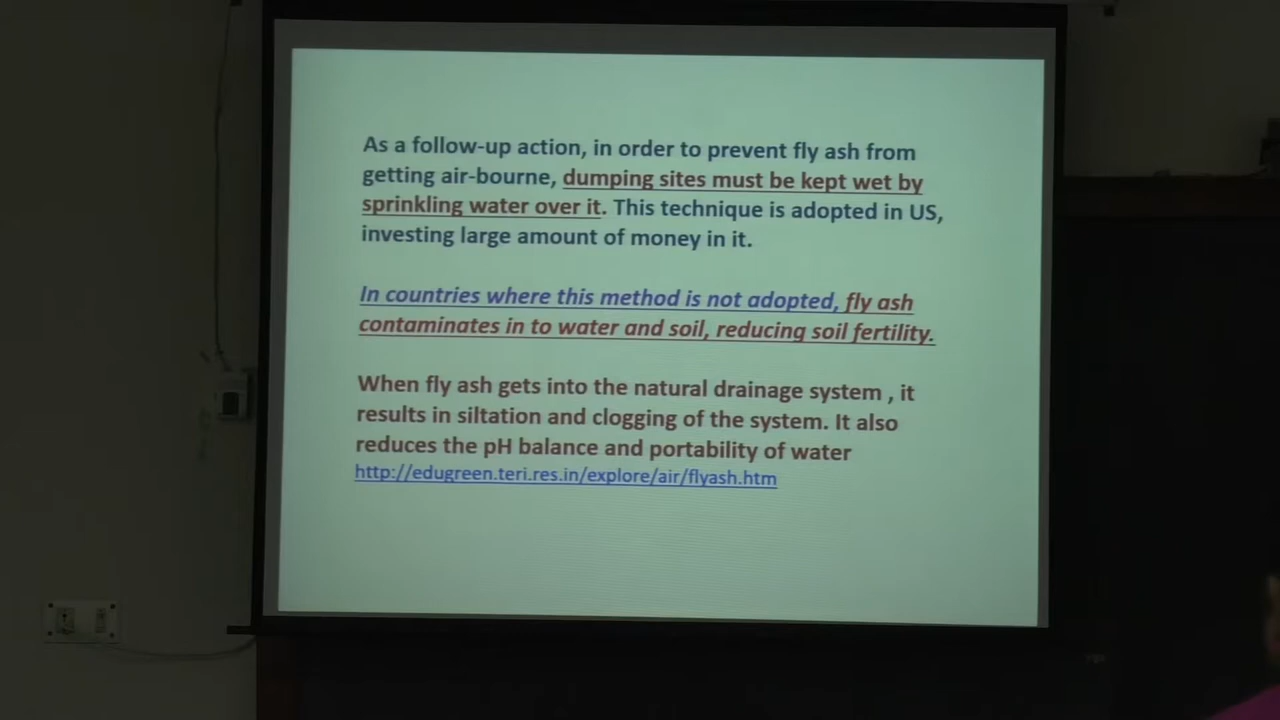 As a follow-up action, in order to prevent fly ash from
getting air-bourne, dumping sites must be kept wet by
sprinkling water over it. This technique is adopted in US,
investing large amount of money in it.
In countries where this method is not adopted, fly ash
contaminates in to water and soil, reducing soil fertility.
When fly ash gets into the natural drainage system , it
results in siltation and clogging of the system. It also
reduces the pH balance and portability of water
http://edugreen.teri.res.in/explore/air/flyash.htm